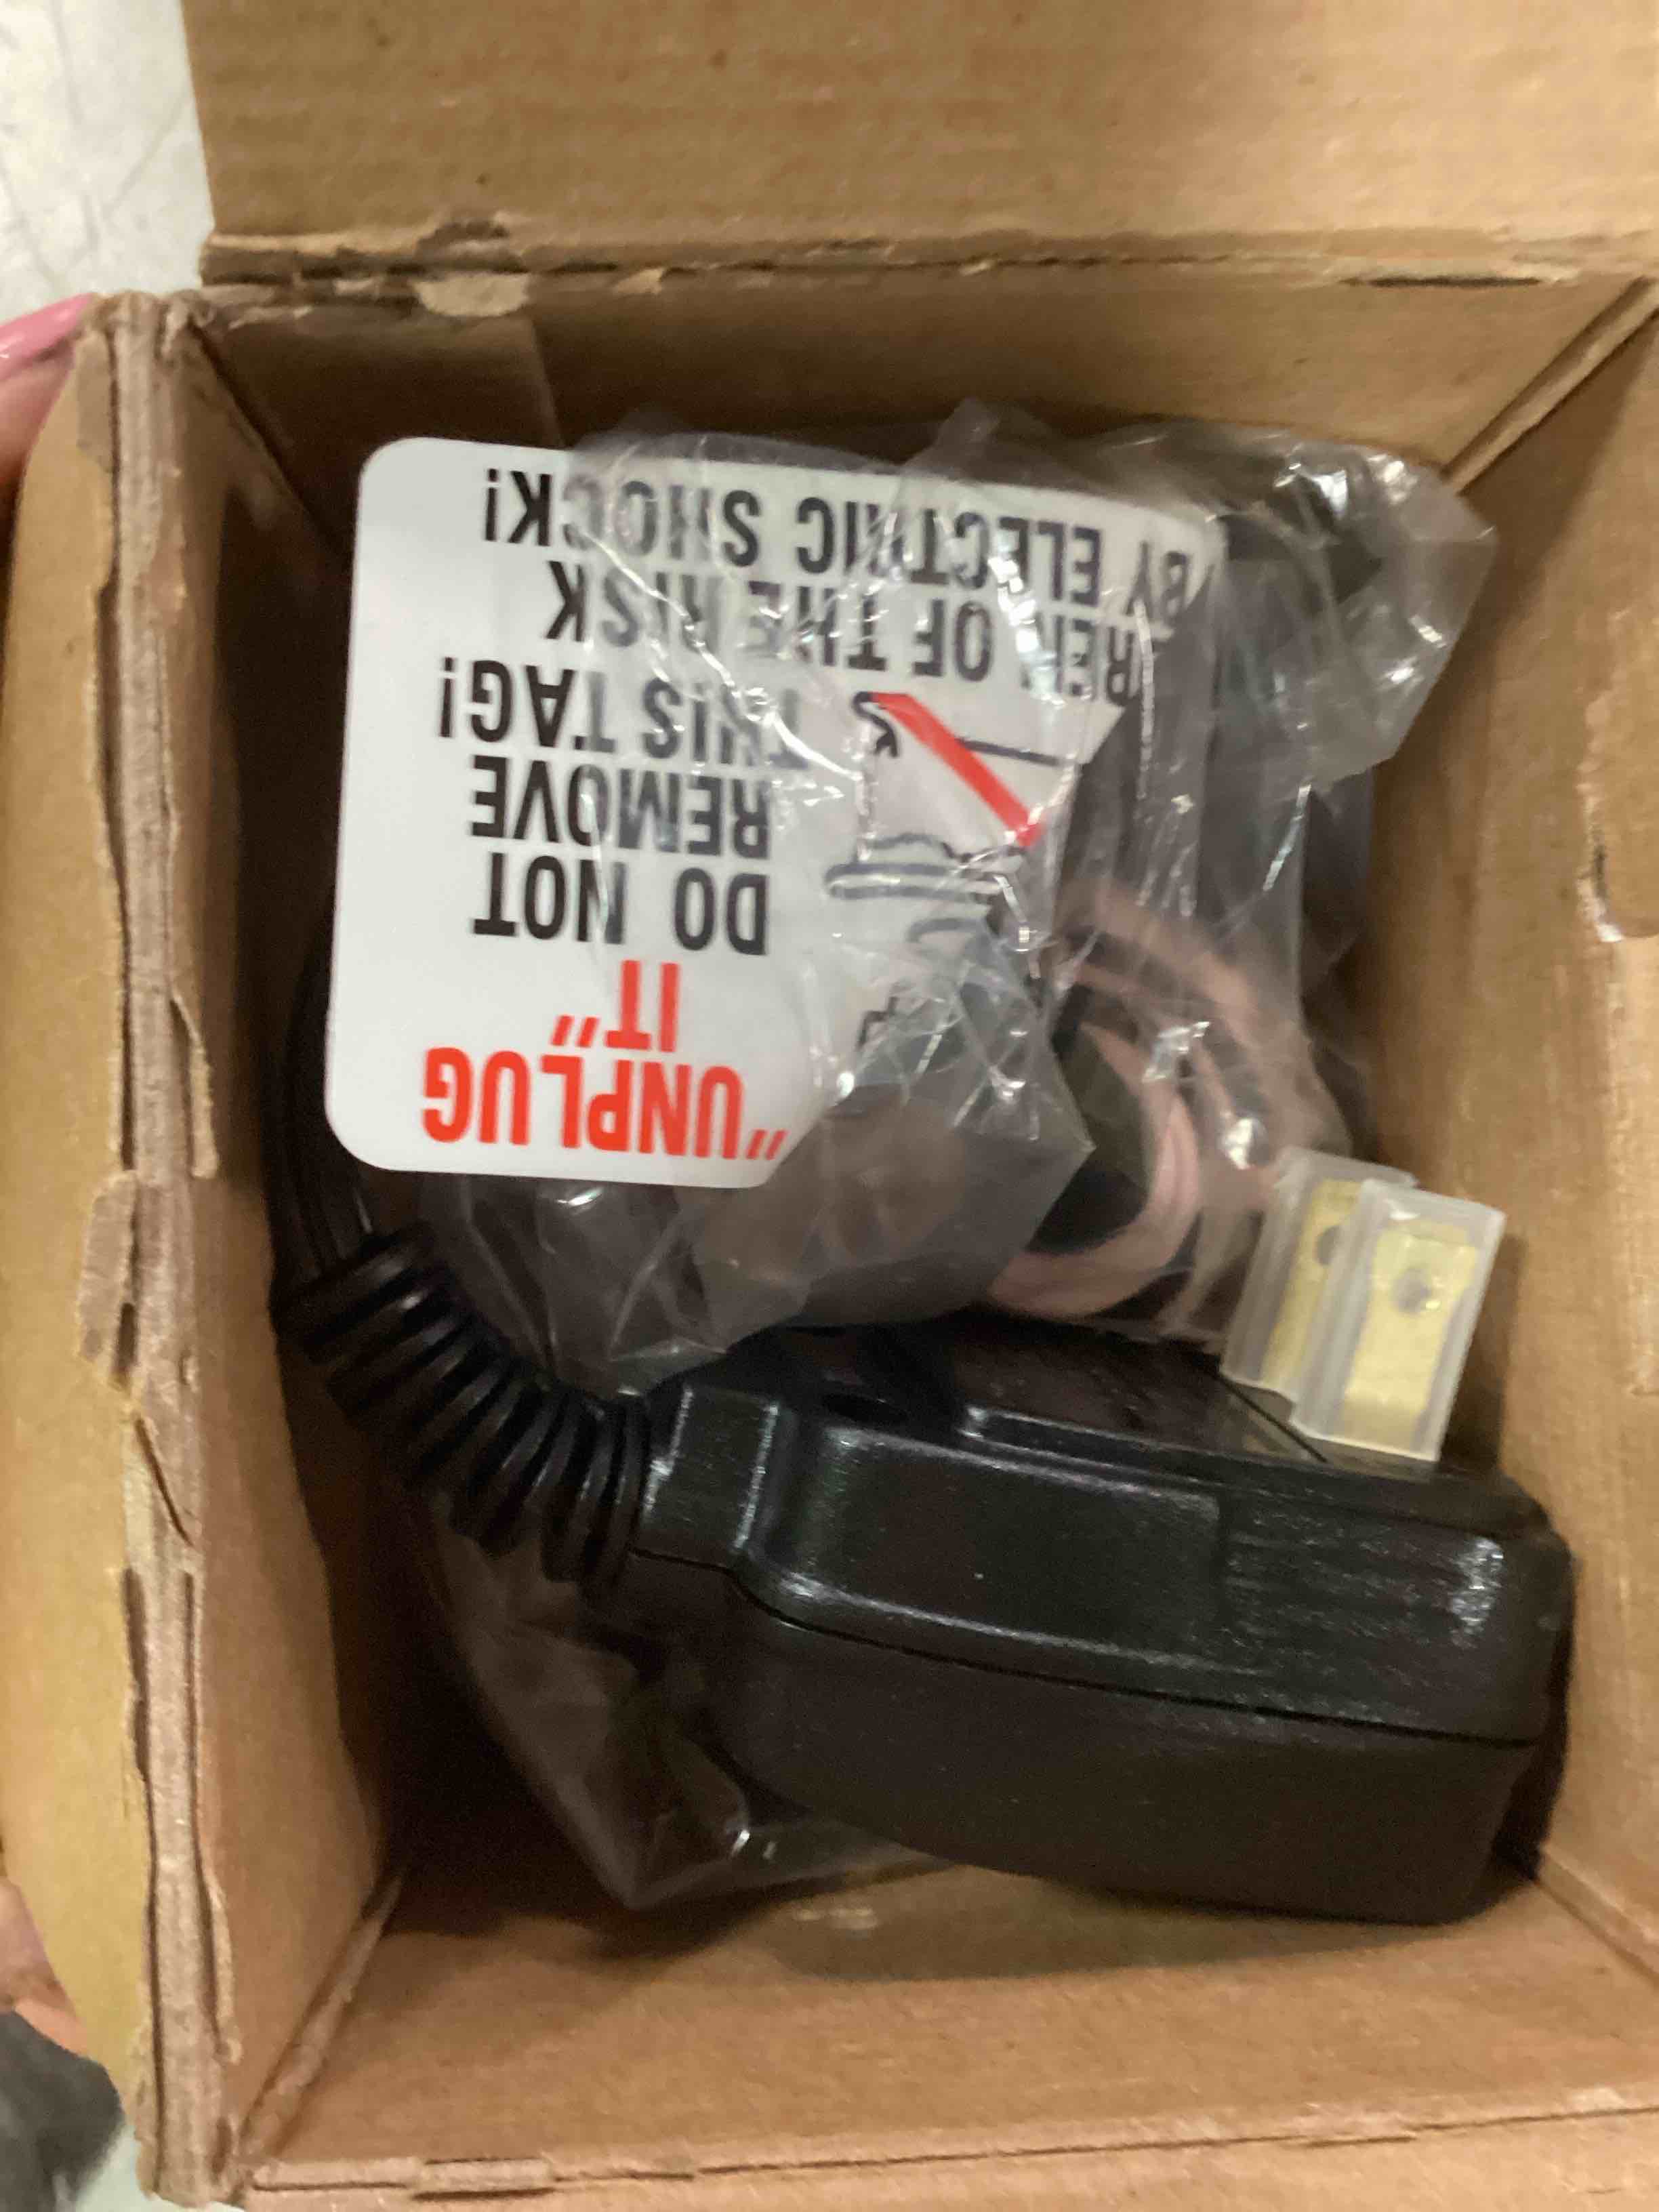 "UNPLUG
IT"
DO NOT
REMOVE
THIS TAG!
OF THE RISK
BY ELECTRIC SHOCK!